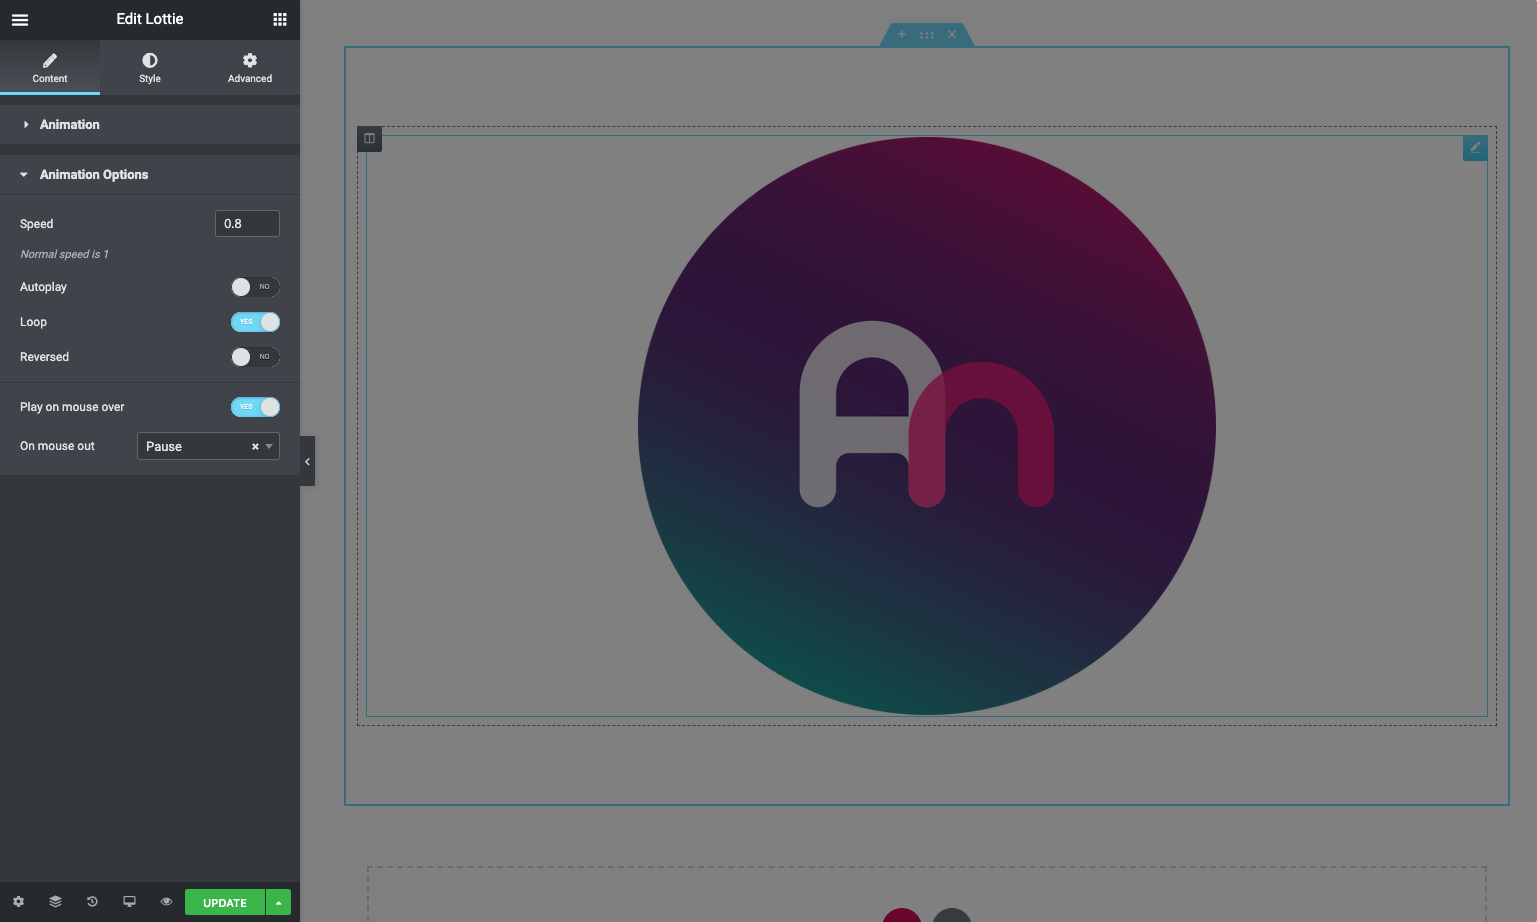 Edit Lottie
Content
Style
Advanced
Animation
Animation Options
Speed
0.8
Normal speed is 1
Autoplay
NO
Loop
YES
Reversed
NO
Play on mouse over
YES
On mouse out
Pause
An
UPDATE